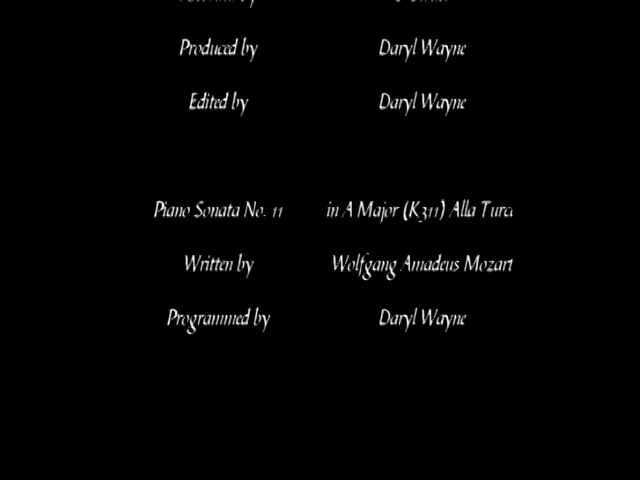 Produced by Daryl Wayne
Edited by Daryl Wayne
Piano Sonata No. 11 in A Major (K311) Alla Turca
Written by Wolfgang Amadeus Mozart
Programmed by Daryl Wayne